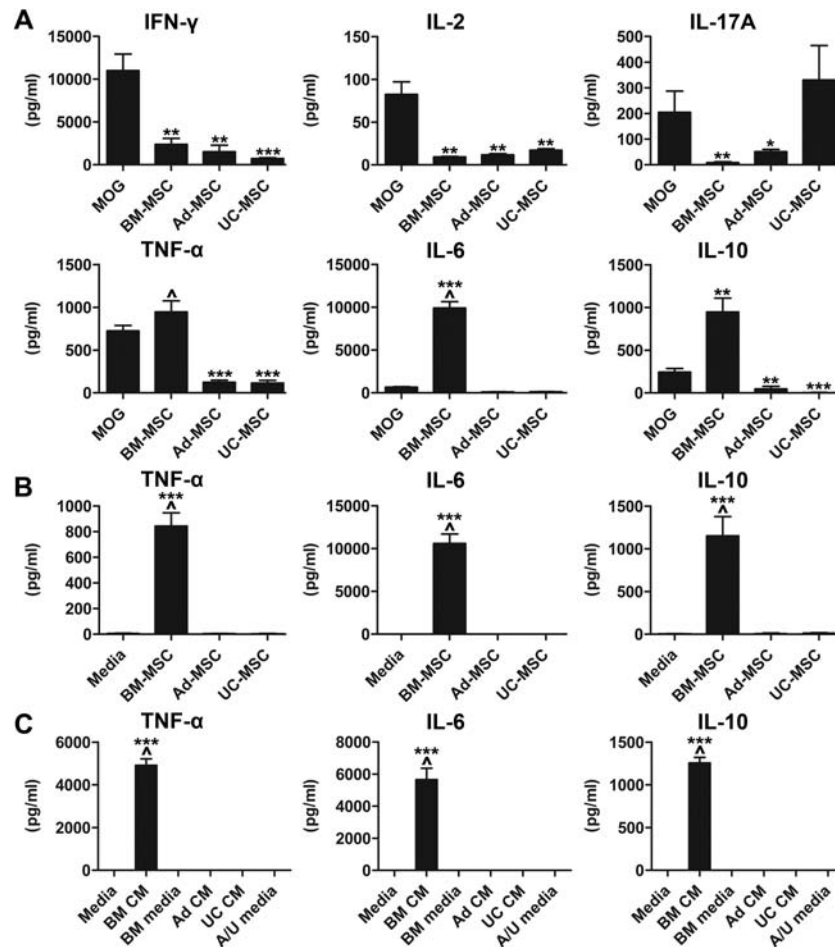 A
IFN-γ
IL-2
IL-17A
(pg/ml)
15000
10000
5000
0
**
**
***
MOG
BM-MSC
Ad-MSC
UC-MSC
(pg/ml)
150
100
50
0
**
**
**
MOG
BM-MSC
Ad-MSC
UC-MSC
(pg/ml)
500
400
300
200
100
0
**
*
MOG
BM-MSC
Ad-MSC
UC-MSC
TNF-α
IL-6
IL-10
(pg/ml)
1500
1000
500
0
^
***
***
MOG
BM-MSC
Ad-MSC
UC-MSC
(pg/ml)
15000
10000
5000
0
***
^
MOG
BM-MSC
Ad-MSC
UC-MSC
(pg/ml)
1500
1000
500
0
**
**
***
MOG
BM-MSC
Ad-MSC
UC-MSC
B
TNF-α
IL-6
IL-10
(pg/ml)
1000
800
600
400
200
0
***
^
Media
BM-MSC
Ad-MSC
UC-MSC
(pg/ml)
15000
10000
5000
0
***
^
Media
BM-MSC
Ad-MSC
UC-MSC
(pg/ml)
1500
1000
500
0
***
^
Media
BM-MSC
Ad-MSC
UC-MSC
C
TNF-α
IL-6
IL-10
(pg/ml)
6000
4000
2000
0
***
^
Media
BM CM
BM media
Ad CM
UC CM
A/U media
(pg/ml)
8000
6000
4000
2000
0
***
^
Media
BM CM
BM media
Ad CM
UC CM
A/U media
(pg/ml)
1500
1000
500
0
***
^
Media
BM CM
BM media
Ad CM
UC CM
A/U media